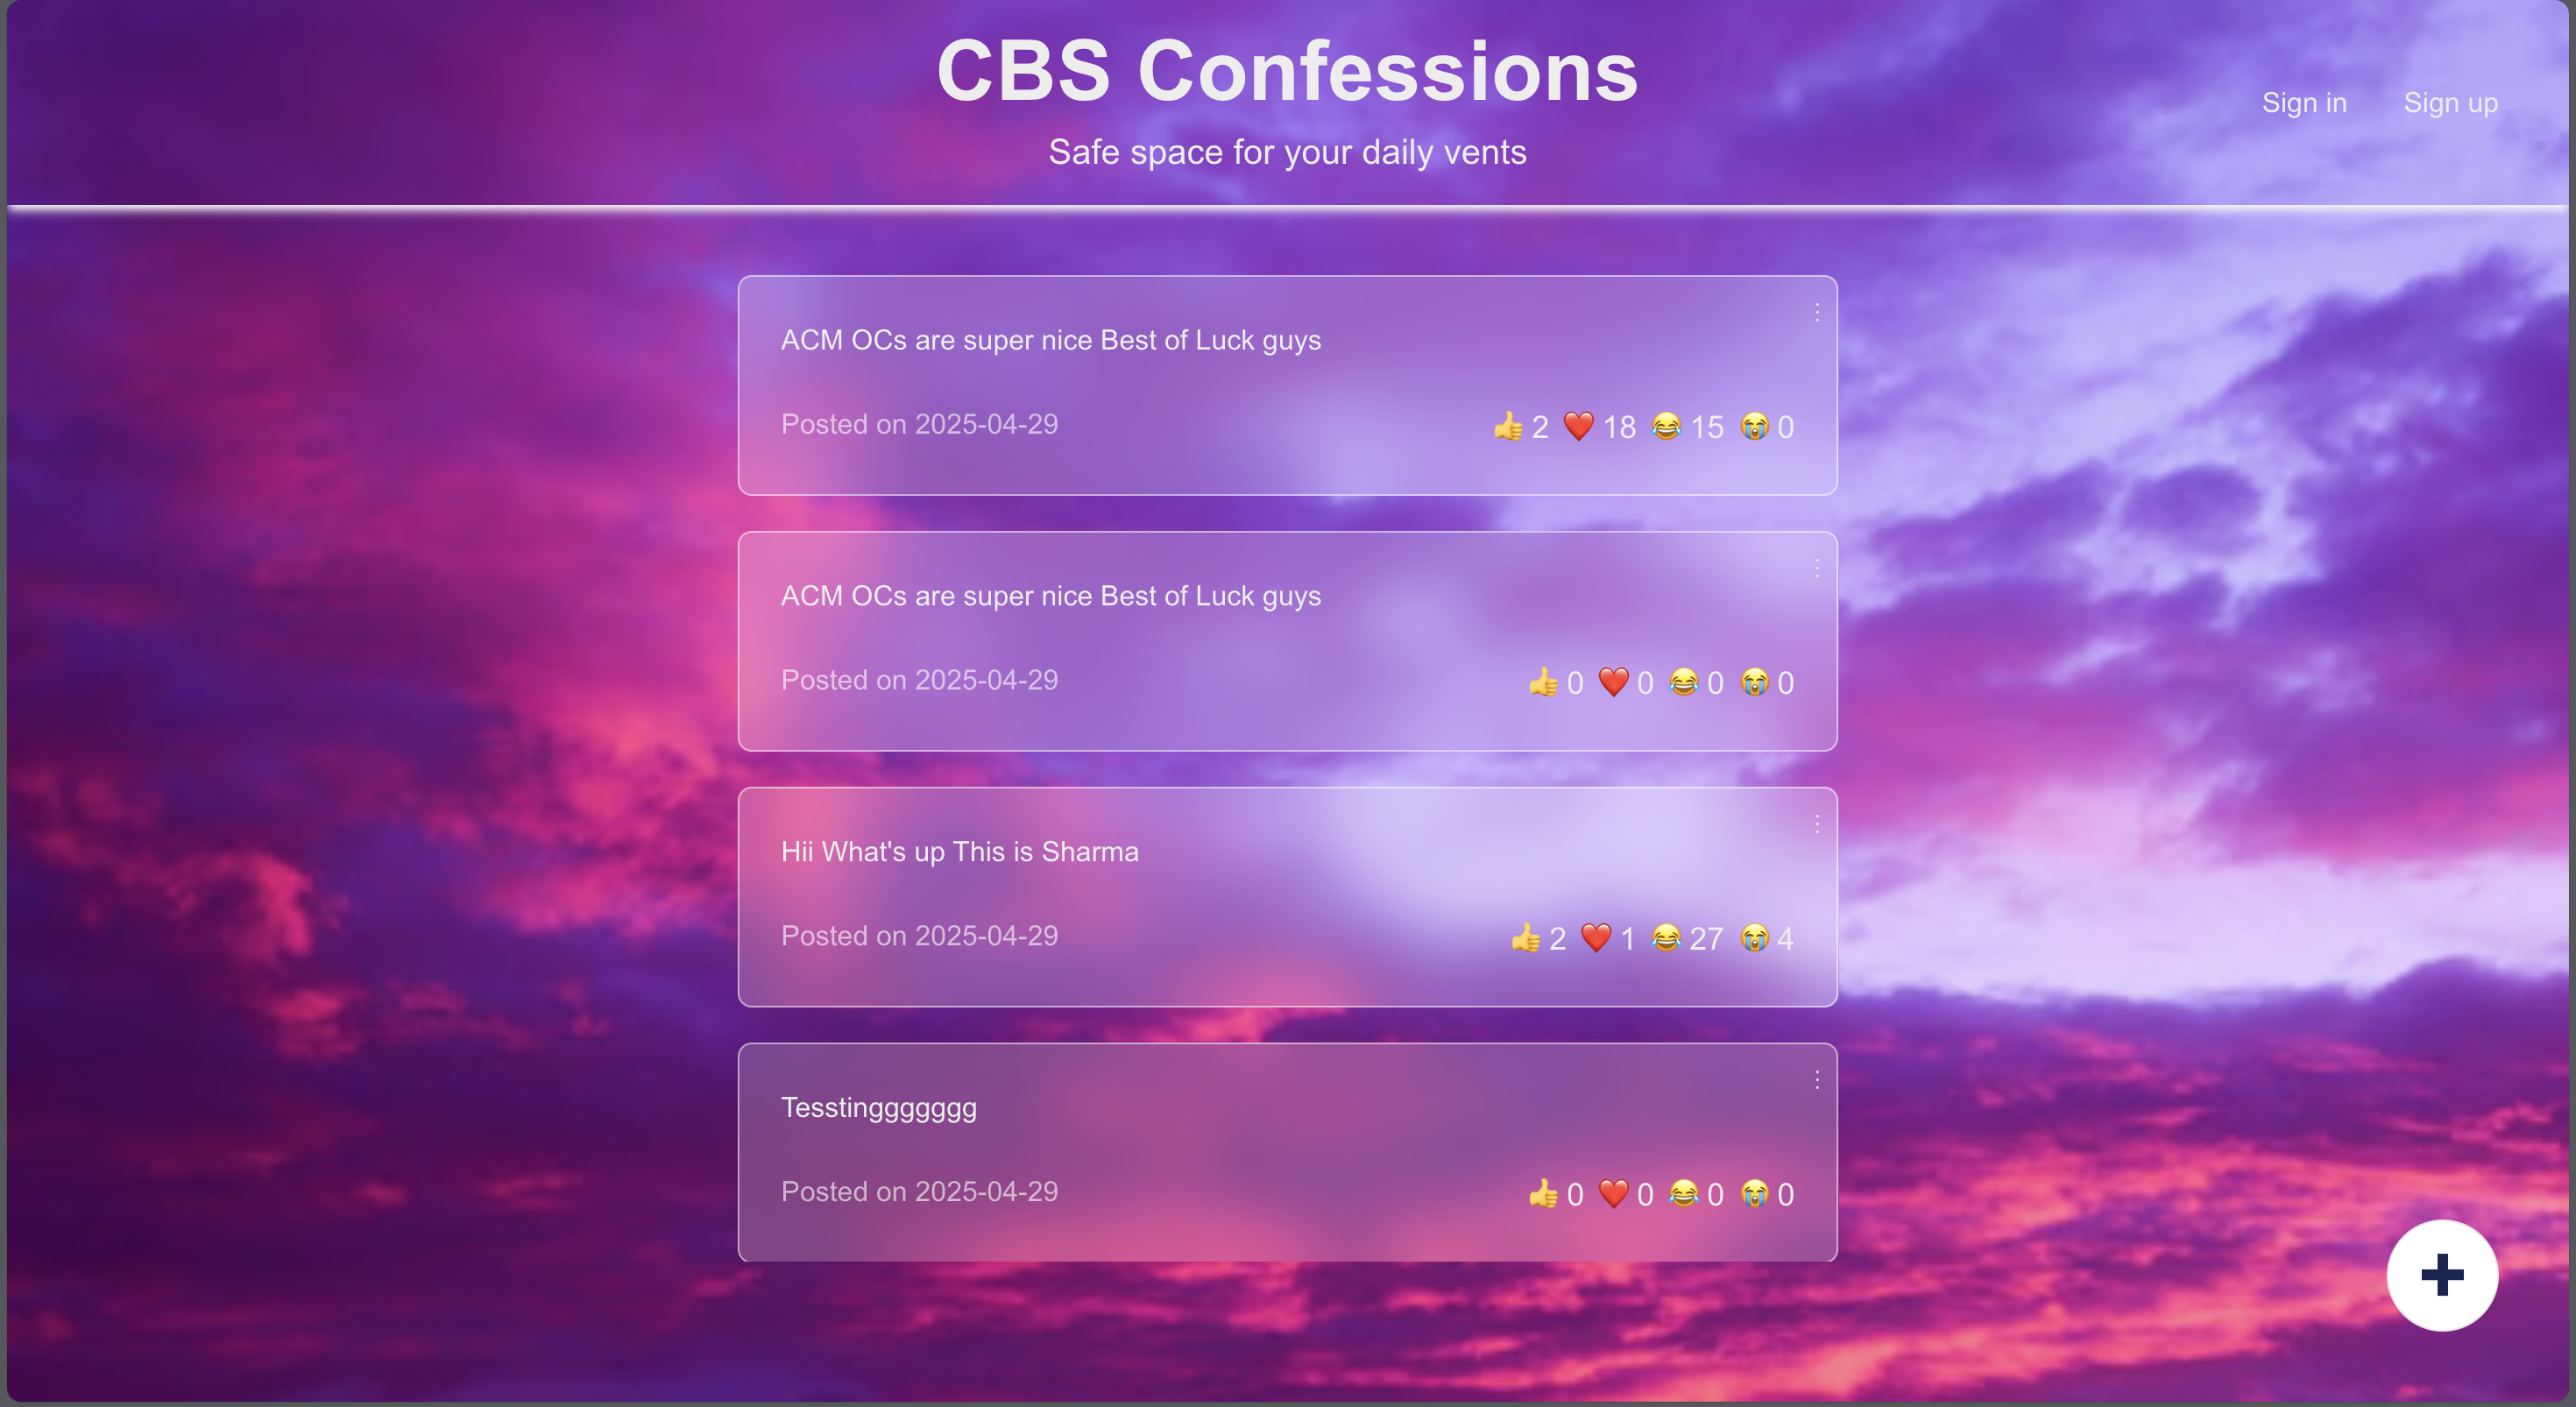 CBS Confessions
Safe space for your daily vents
Sign in Sign up
ACM OCs are super nice Best of Luck guys
Posted on 2025-04-29 👍 2 ❤️ 18 😂 15 😭 0
ACM OCs are super nice Best of Luck guys
Posted on 2025-04-29 👍 0 ❤️ 0 😂 0 😭 0
Hii What's up This is Sharma
Posted on 2025-04-29 👍 2 ❤️ 1 😂 27 😭 4
Tesstinggggggg
Posted on 2025-04-29 👍 0 ❤️ 0 😂 0 😭 0